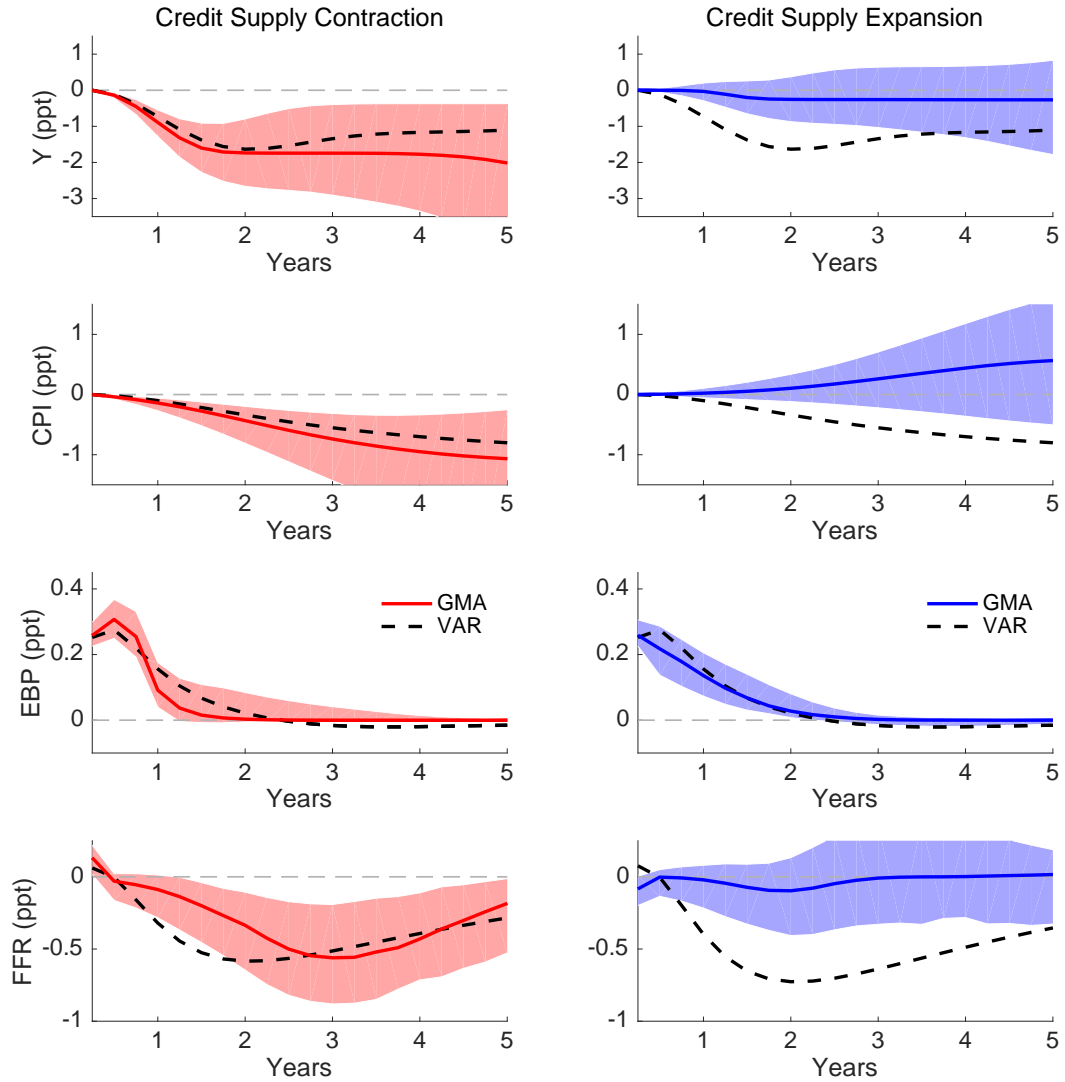 Credit Supply Contraction
Credit Supply Expansion
Y (ppt)
1
0
-1
-2
-3
1 2 3 4 5
Years
1
0
-1
-2
-3
1 2 3 4 5
Years
CPI (ppt)
1
0
-1
1 2 3 4 5
Years
1
0
-1
1 2 3 4 5
Years
EBP (ppt)
0.4
0.2
0
GMA
VAR
1 2 3 4 5
Years
0.4
0.2
0
GMA
VAR
1 2 3 4 5
Years
FFR (ppt)
0
-0.5
-1
1 2 3 4 5
Years
0
-0.5
-1
1 2 3 4 5
Years